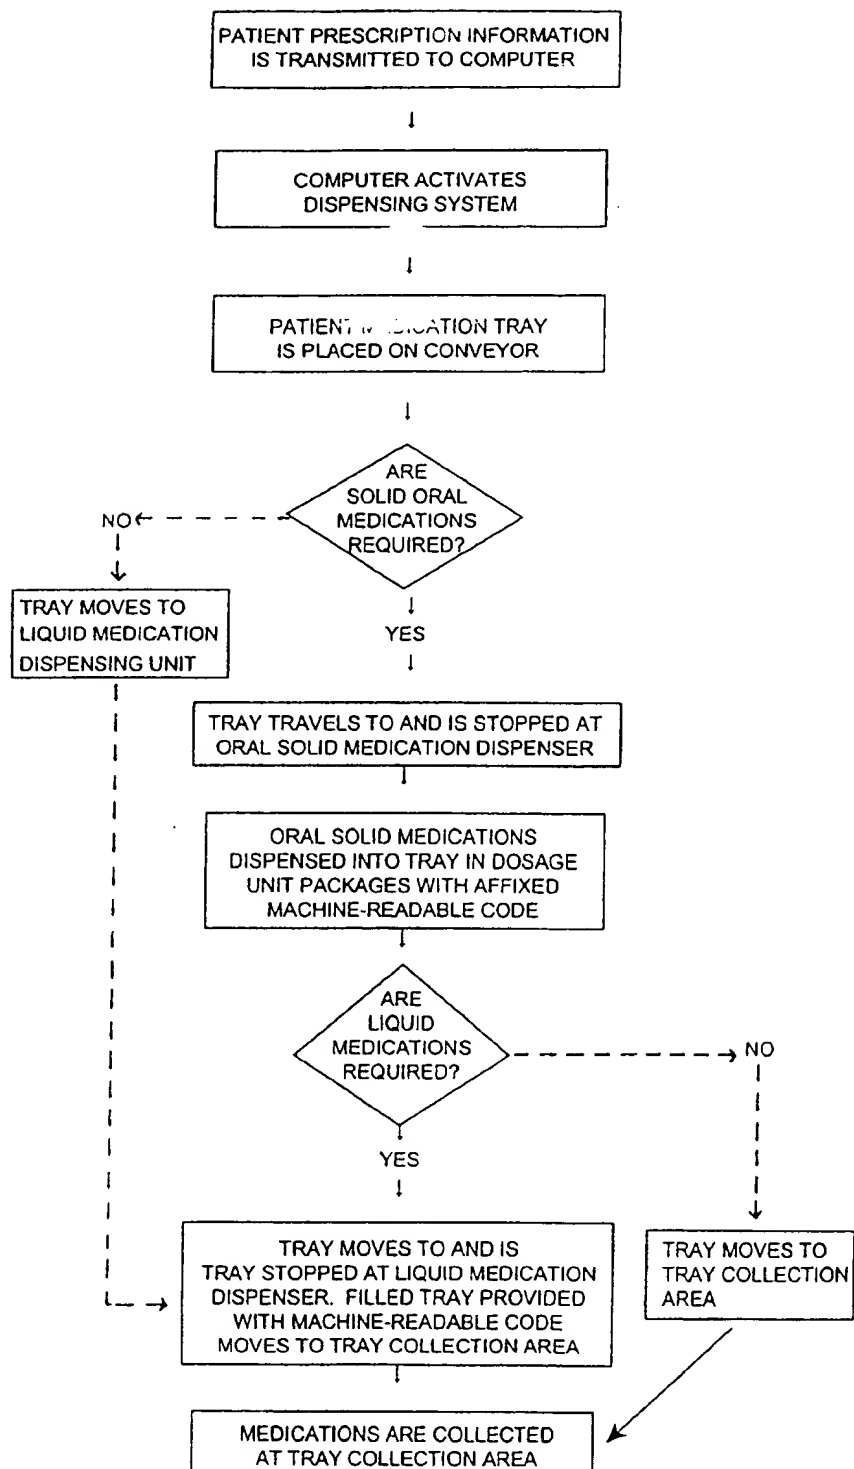 PATIENT PRESCRIPTION INFORMATION
IS TRANSMITTED TO COMPUTER
COMPUTER ACTIVATES
DISPENSING SYSTEM
PATIENT TRAY
IS PLACED ON CONVEYOR
ARE
SOLID ORAL
MEDICATIONS
REQUIRED?
NO
TRAY MOVES TO
LIQUID MEDICATION
DISPENSING UNIT
YES
TRAY TRAVELS TO AND IS STOPPED AT
ORAL SOLID MEDICATION DISPENSER
ORAL SOLID MEDICATIONS
DISPENSED INTO TRAY IN DOSAGE
UNIT PACKAGES WITH AFFIXED
MACHINE-READABLE CODE
ARE
LIQUID
MEDICATIONS
REQUIRED?
NO
YES
TRAY MOVES TO AND IS
TRAY STOPPED AT LIQUID MEDICATION
DISPENSER. FILLED TRAY PROVIDED
WITH MACHINE-READABLE CODE
MOVES TO TRAY COLLECTION AREA
TRAY MOVES TO
TRAY COLLECTION
AREA
MEDICATIONS ARE COLLECTED
AT TRAY COLLECTION AREA